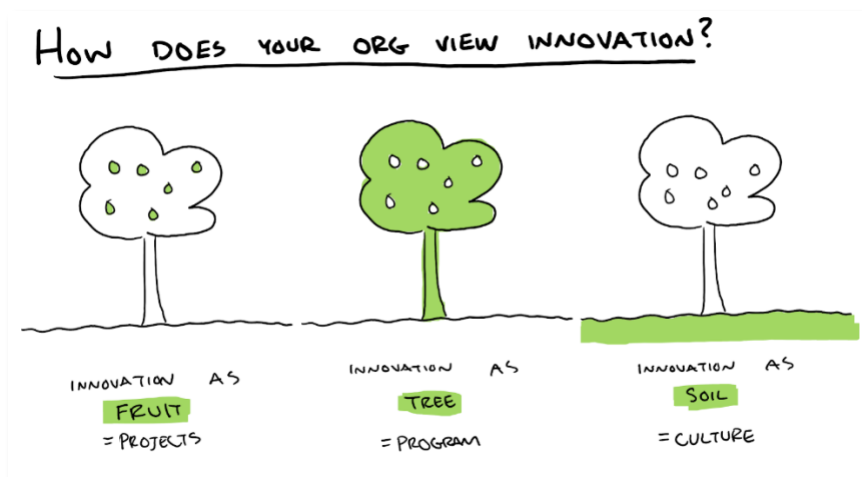 HOW DOES YOUR ORG VIEW INNOVATION?
INNOVATION AS
FRUIT
= PROJECTS
INNOVATION AS
TREE
= PROGRAM
INNOVATION AS
SOIL
= CULTURE